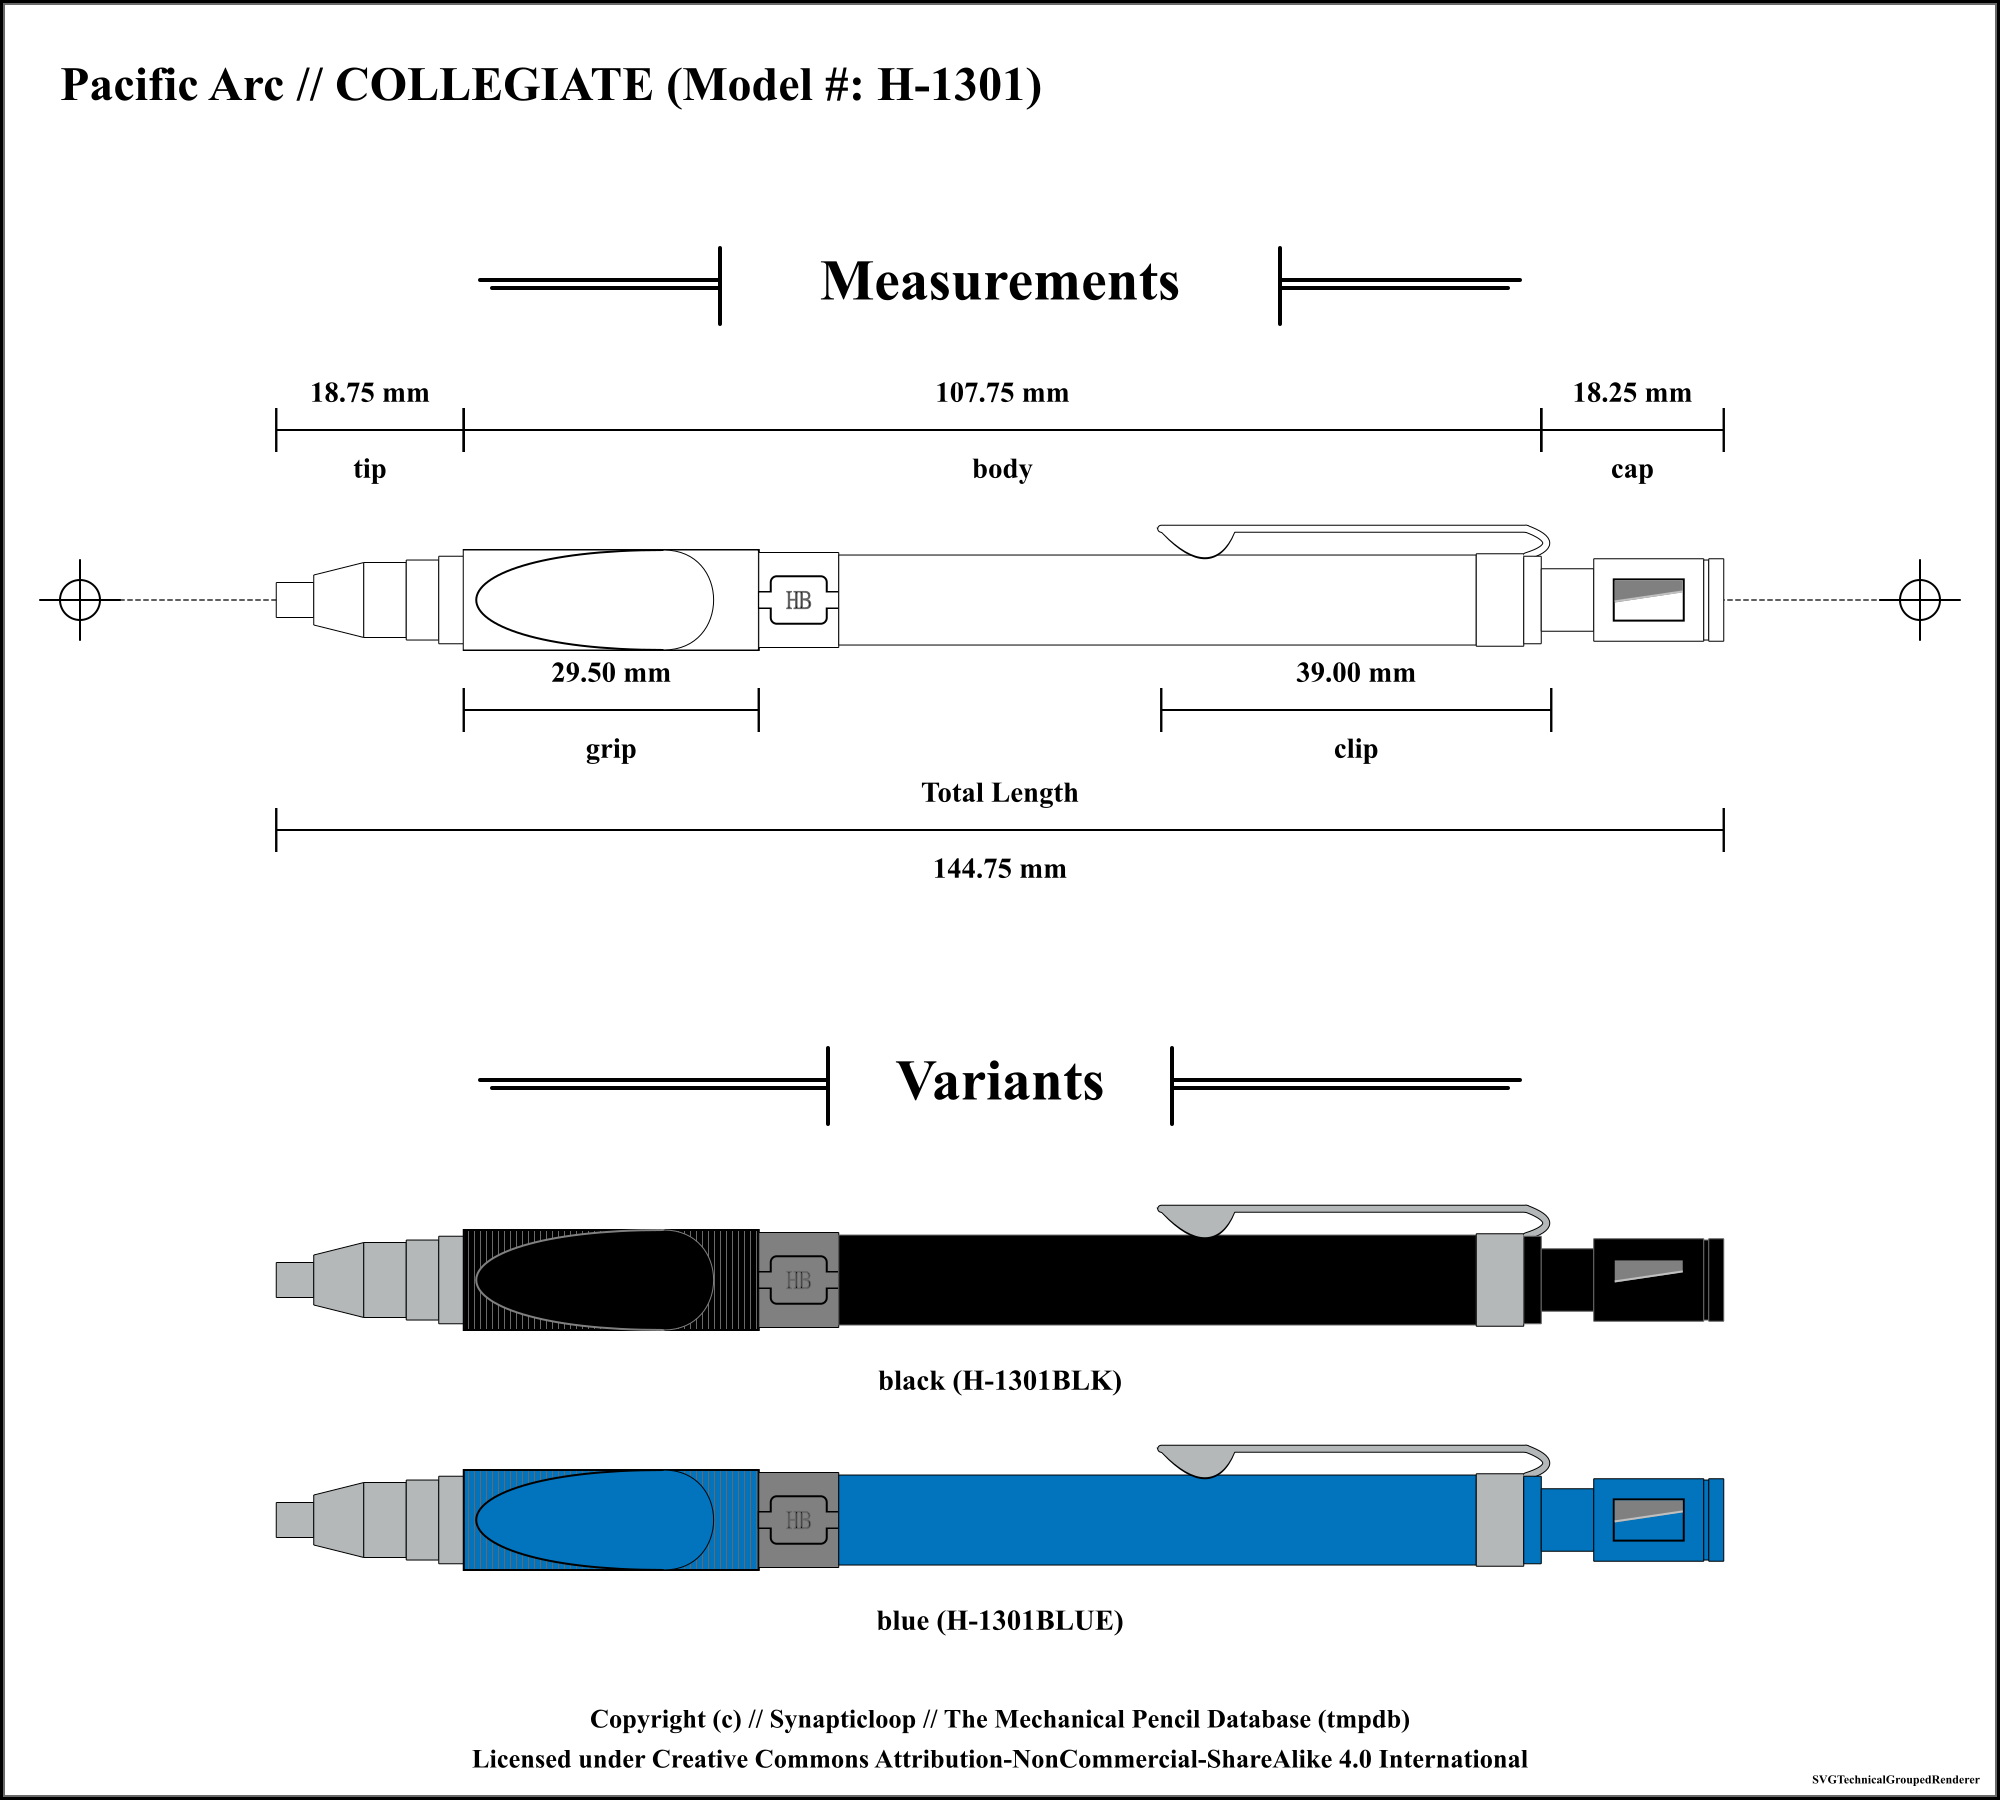 Pacific Arc // COLLEGIATE (Model #: H-1301)
Measurements
18.75 mm
107.75 mm
18.25 mm
tip
body
cap
HB
29.50 mm
39.00 mm
grip
clip
Total Length
144.75 mm
Variants
HB
black (H-1301BLK)
HB
blue (H-1301BLUE)
Copyright (c) // Synapticloop // The Mechanical Pencil Database (tmpdb)
Licensed under Creative Commons Attribution-NonCommercial-ShareAlike 4.0 International
SVGTechnicalGroupedRenderer